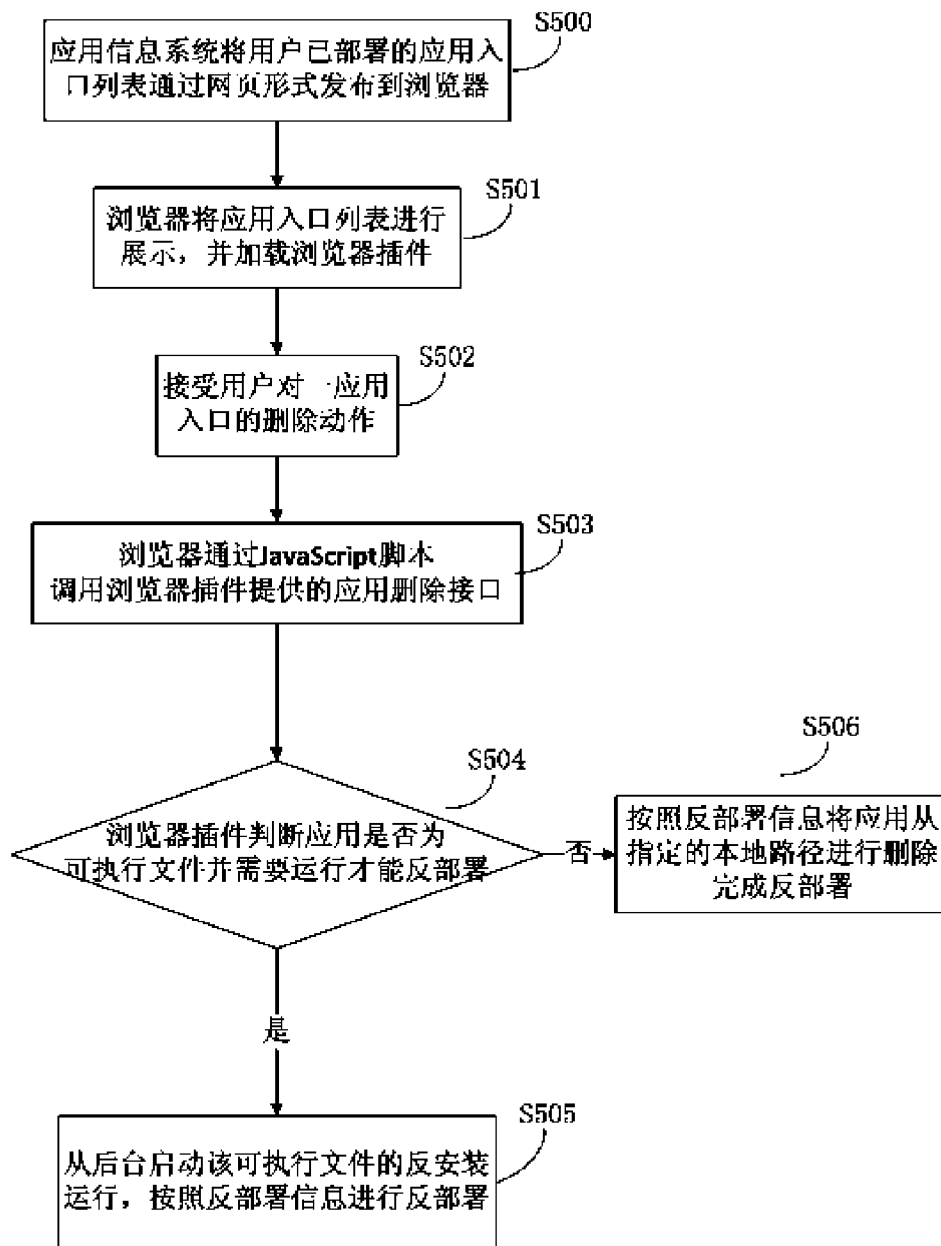 S500
应用信息系统将用户已部署的应用入
口列表通过网页形式发布到浏览器
S501
浏览器将应用入口列表进行
展示，并加载浏览器插件
S502
接受用户对一应用
入口的删除动作
S503
浏览器通过JavaScript脚本
调用浏览器插件提供的应用删除接口
S504
浏览器插件判断应用是否为
可执行文件并需要运行才能反部署
否
S506
按照反部署信息将应用从
指定的本地路径进行删除
完成反部署
是
S505
从后台启动该可执行文件的反安装
运行，按照反部署信息进行反部署